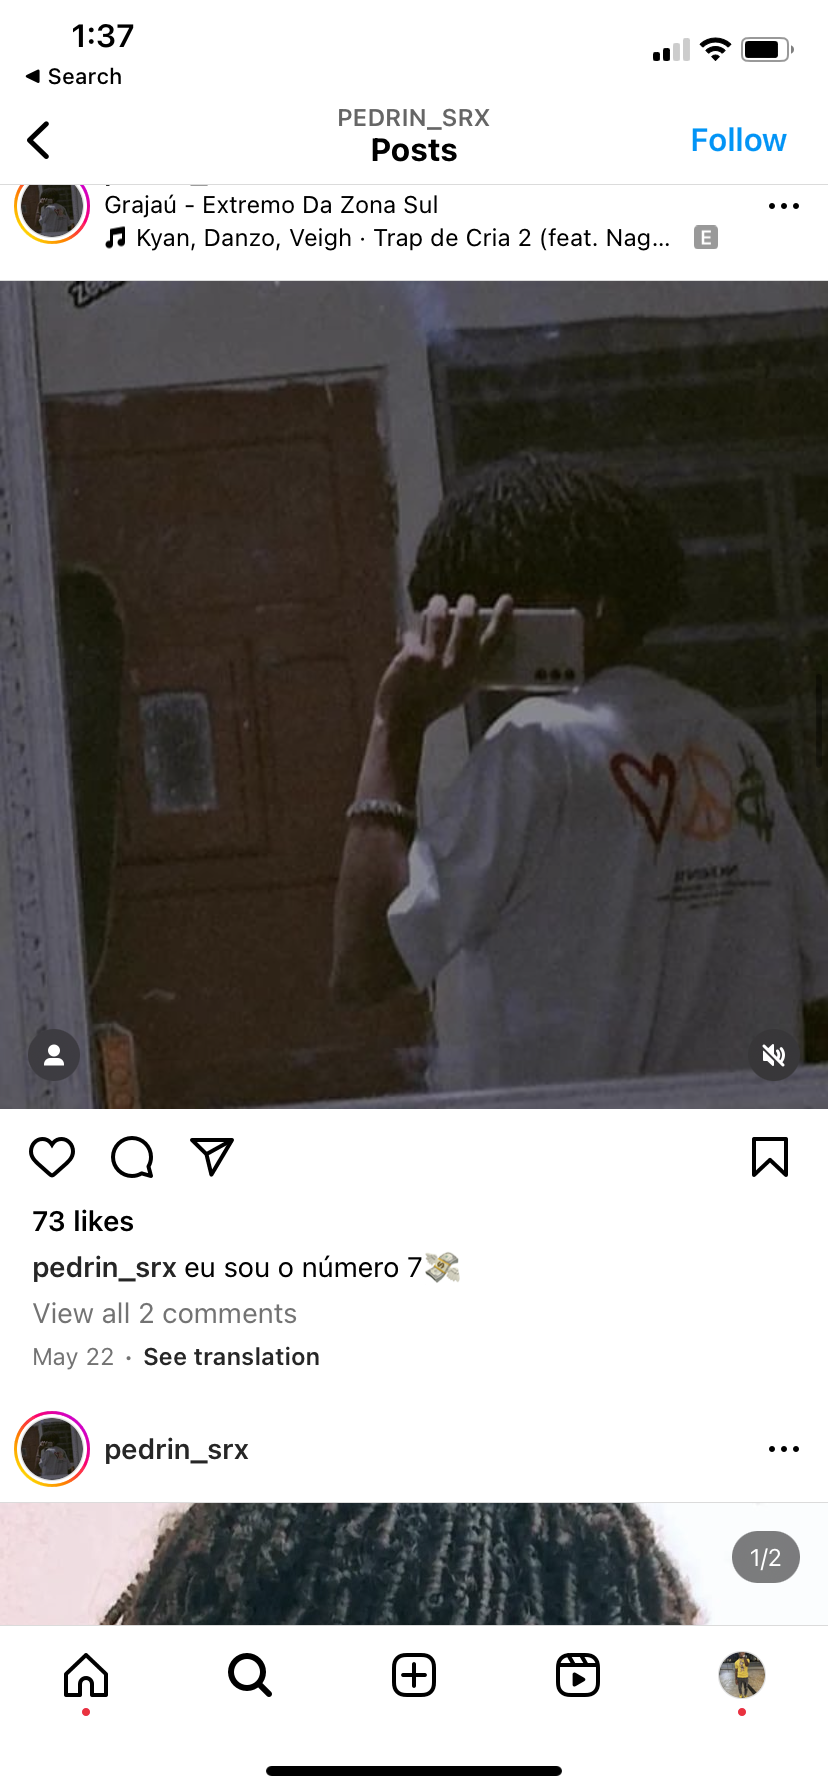 1:37
Search
PEDRIN_SRX
Posts
Follow
Grajaú - Extremo Da Zona Sul
Kyan, Danzo, Veigh · Trap de Cria 2 (feat. Nag... E
73 likes
pedrin_srx eu sou o número 7💸
View all 2 comments
May 22 · See translation
pedrin_srx
1/2